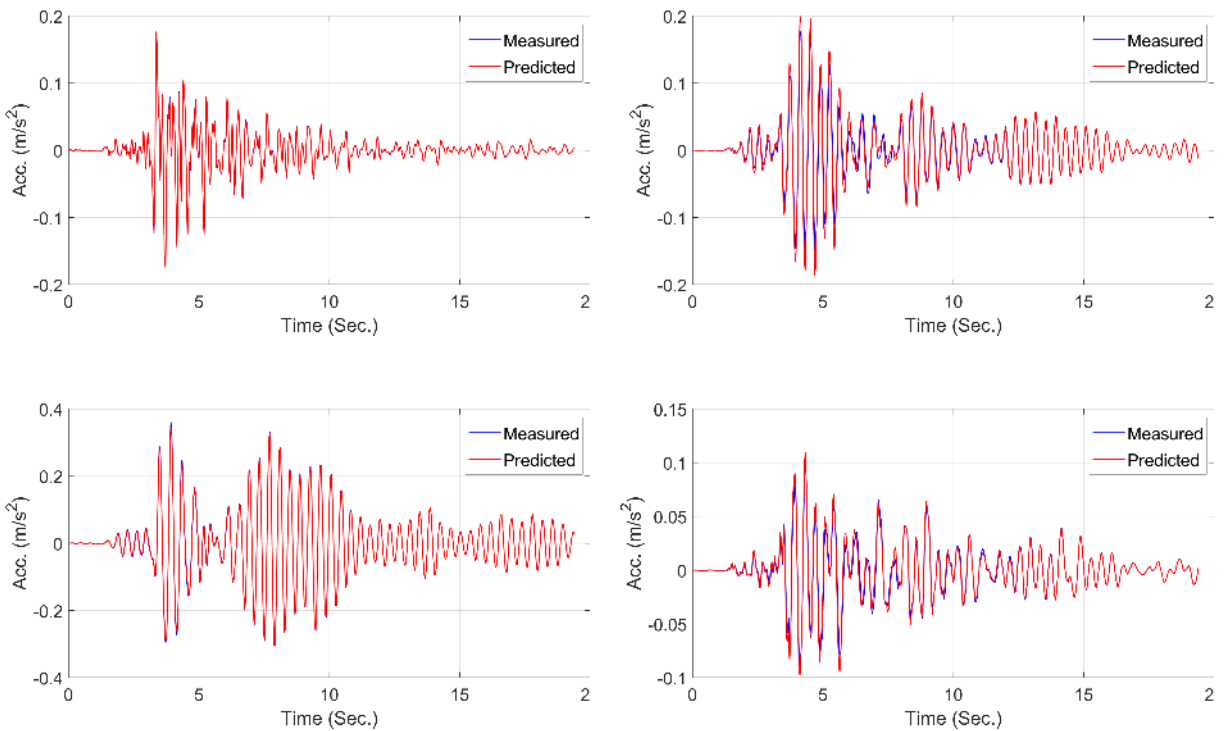 0.2
0.1
0
-0.1
0.2
Acc. (m/s²)
0 5 10 15 2
Time (Sec.)
Measured
Predicted
0.2
0.1
0
-0.1
-0.2
Acc. (m/s²)
0 5 10 15 2
Time (Sec.)
Measured
Predicted
0.4
0.2
0
-0.2
-0.4
Acc. (m/s²)
0 5 10 15 2
Time (Sec.)
Measured
Predicted
0.15
0.1
0.05
0
-0.05
-0.1
Acc. (m/s²)
0 5 10 15 2
Time (Sec.)
Measured
Predicted